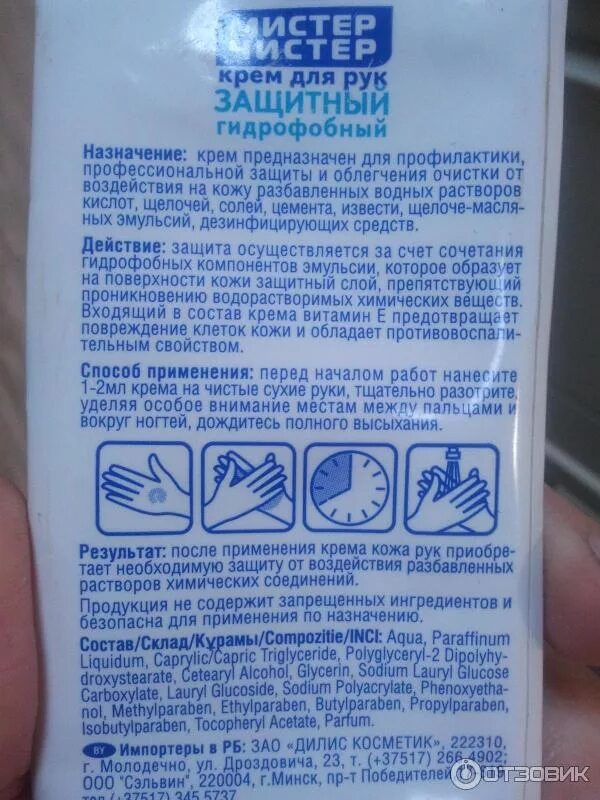 МИСТЕР
ЧИСТЕР
крем для рук
ЗАЩИТНЫЙ
гидрофобный
Назначение: крем предназначен для профилактики,
профессиональной защиты и облегчения очистки от
воздействия на кожу разбавленных водных растворов
кислот, щелочей, солей, цемента, извести, щелоче-масля-
ных эмульсий, дезинфицирующих средств.
Действие: защита осуществляется за счет сочетания
гидрофобных компонентов эмульсии, которое образует
на поверхности кожи защитный слой, препятствующий
проникновению водорастворимых химических веществ.
Входящий в состав крема витамин Е предотвращает
повреждение клеток кожи и обладает противовоспали-
тельным свойством.
Способ применения: перед началом работ нанесите
1-2мл крема на чистые сухие руки, тщательно разотрите,
уделяя особое внимание местам между пальцами и
вокруг ногтей, дождитесь полного высыхания.
Результат: после применения крема кожа рук приобре-
тает необходимую защиту от воздействия разбавленных
растворов химических соединений.
Продукция не содержит запрещенных ингредиентов и
безопасна для применения по назначению.
Состав/Склад/Құрамы/Compozitie/INCI: Aqua, Paraffinum
Liquidum, Caprylic/Capric Triglyceride, Polyglyceryl-2 Dipolyhy-
droxystearate, Cetearyl Alcohol, Glycerin, Sodium Lauryl Glucose
Carboxylate, Lauryl Glucoside, Sodium Polyacrylate, Phenoxyetha-
nol, Methylparaben, Ethylparaben, Butylparaben, Propylparaben,
Isobutylparaben, Tocopheryl Acetate, Parfum.
BY Импортеры в РБ: ЗАО «ДИЛИС КОСМЕТИК», 222310,
г. Молодечно, ул. Дроздовича, 23, т. (+37517) 266 4902;
ООО "Сэльвин", 220004, г.Минск, пр-т Победителей
тел (+37517) 345 5737
ОТЗОВИК